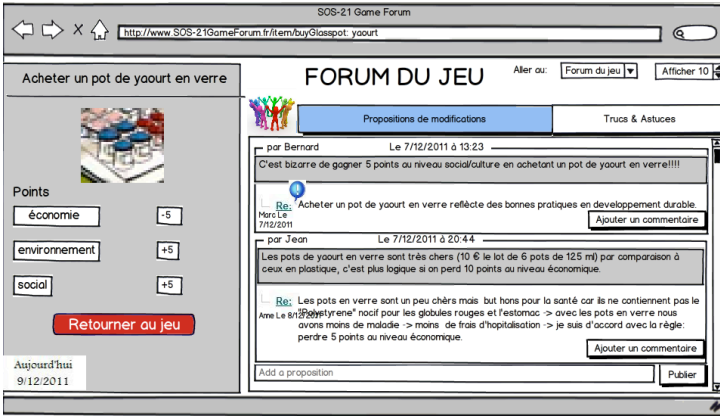 SOS-21 Game Forum
http://www.SOS-21GameForum.fr/item/buyGlasspot: yaourt
Acheter un pot de yaourt en verre
Points
économie -5
environnement +5
social +5
Retourner au jeu
Aujourd'hui
9/12/2011
FORUM DU JEU
Aller au: Forum du jeu Afficher 10
Propositions de modifications Trucs & Astuces
par Bernard Le 7/12/2011 à 13:23
C'est bizarre de gagner 5 points au niveau social/culture en achetant un pot de yaourt en verre!!!!
Re: Acheter un pot de yaourt en verre reflècte des bonnes pratiques en developpement durable.
Marc Le
7/12/2011
Ajouter un commentaire
par Jean Le 7/12/2011 à 20:44
Les pots de yaourt en verre sont très chers (10 € le lot de 6 pots de 125 ml) par comparaison à
ceux en plastique, c'est plus logique si on perd 10 points au niveau économique.
Re: Les pots en verre sont un peu chèrs mais but hons pour la santé car ils ne contiennent pas le
Ame Le 8/12/2011 "Polystyrene" nocif pour les globules rouges et l'estomac -> avec les pots en verre nous
avons moins de maladie -> moins de frais d'hopitalisation -> je suis d'accord avec la règle:
perdre 5 points au niveau économique.
Ajouter un commentaire
Add a proposition Publier